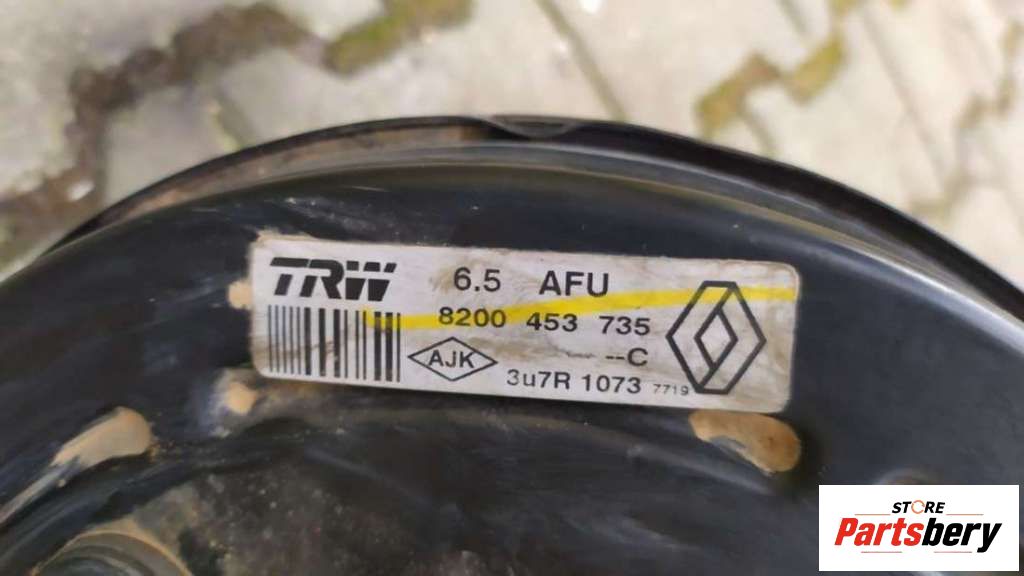 TRW 6.5 AFU
8200 453 735
--C
AJK
3u7R 1073 7719
STORE
Partsbery